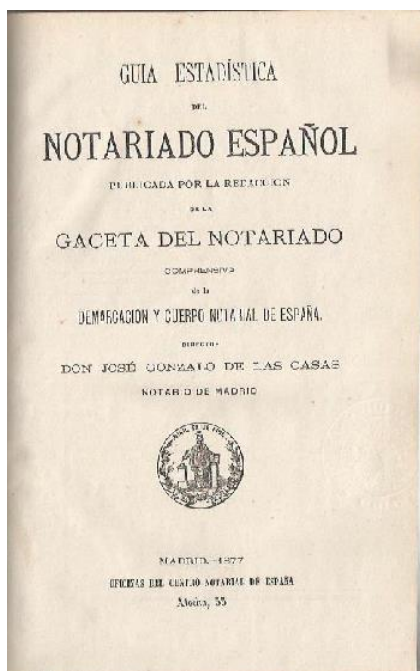 GUIA ESTADÍSTICA
DEL
NOTARIADO ESPAÑOL
PUBLICADA POR LA REDACCION
DE LA
GACETA DEL NOTARIADO
COMPRENSIVA
de la
DEMARCACION Y CUERPO NOTARIAL DE ESPAÑA.
DIRECTOR
DON JOSÉ GONZALO DE LAS CASAS
NOTARIO DE MADRID
MADRID.—1877
OFICINAS DEL CENTRO NOTARIAL DE ESPAÑA
Atocha, 55